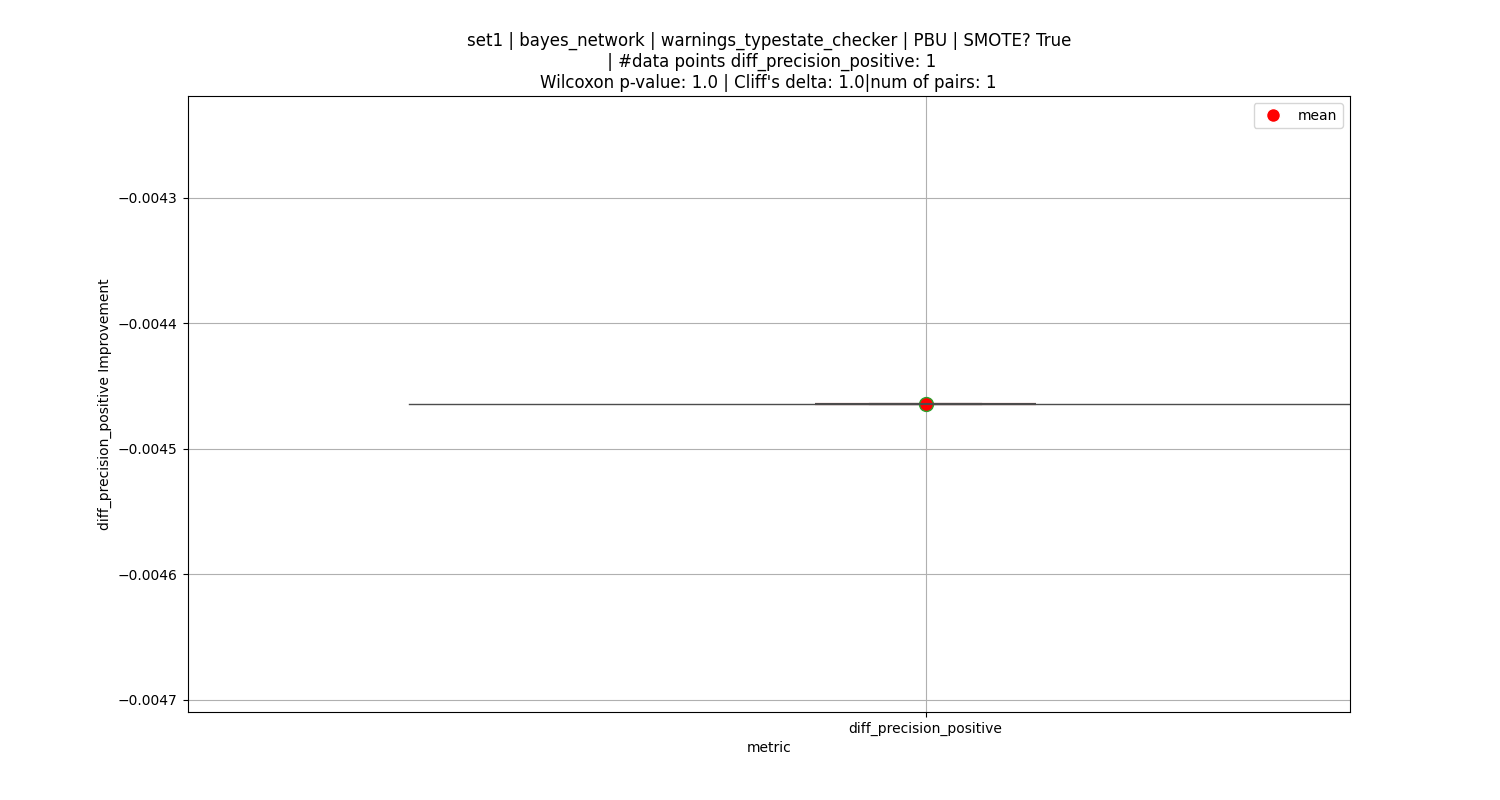 set1 | bayes_network | warnings_typestate_checker | PBU | SMOTE? True
| #data points diff_precision_positive: 1
Wilcoxon p-value: 1.0 | Cliff's delta: 1.0|num of pairs: 1
mean
−0.0043
−0.0044
−0.0045
−0.0046
−0.0047
diff_precision_positive Improvement
diff_precision_positive
metric